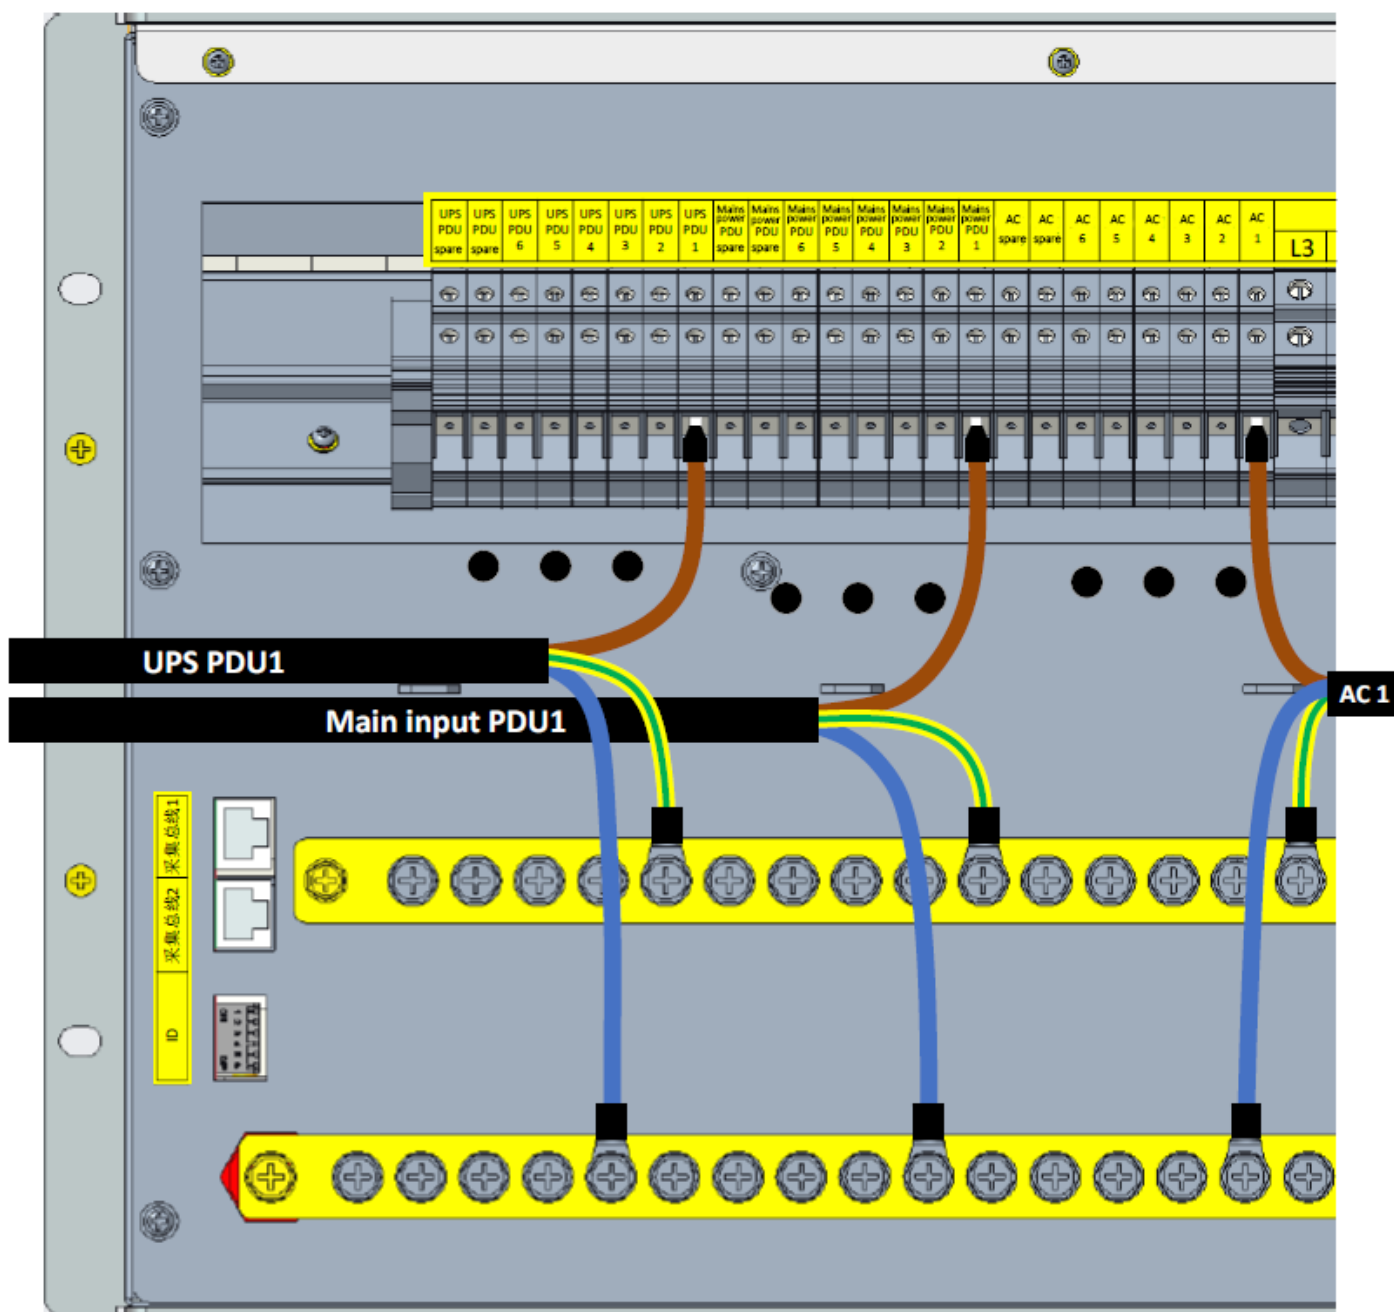 UPS PDU spare
UPS PDU spare
UPS PDU 6
UPS PDU 5
UPS PDU 4
UPS PDU 3
UPS PDU 2
UPS PDU 1
Mains power PDU spare
Mains power PDU spare
Mains power PDU 6
Mains power PDU 5
Mains power PDU 4
Mains power PDU 3
Mains power PDU 2
Mains power PDU 1
AC spare
AC spare
AC 6
AC 5
AC 4
AC 3
AC 2
AC 1
L3
UPS PDU1
Main input PDU1
AC 1
采集总线1
采集总线2
ID